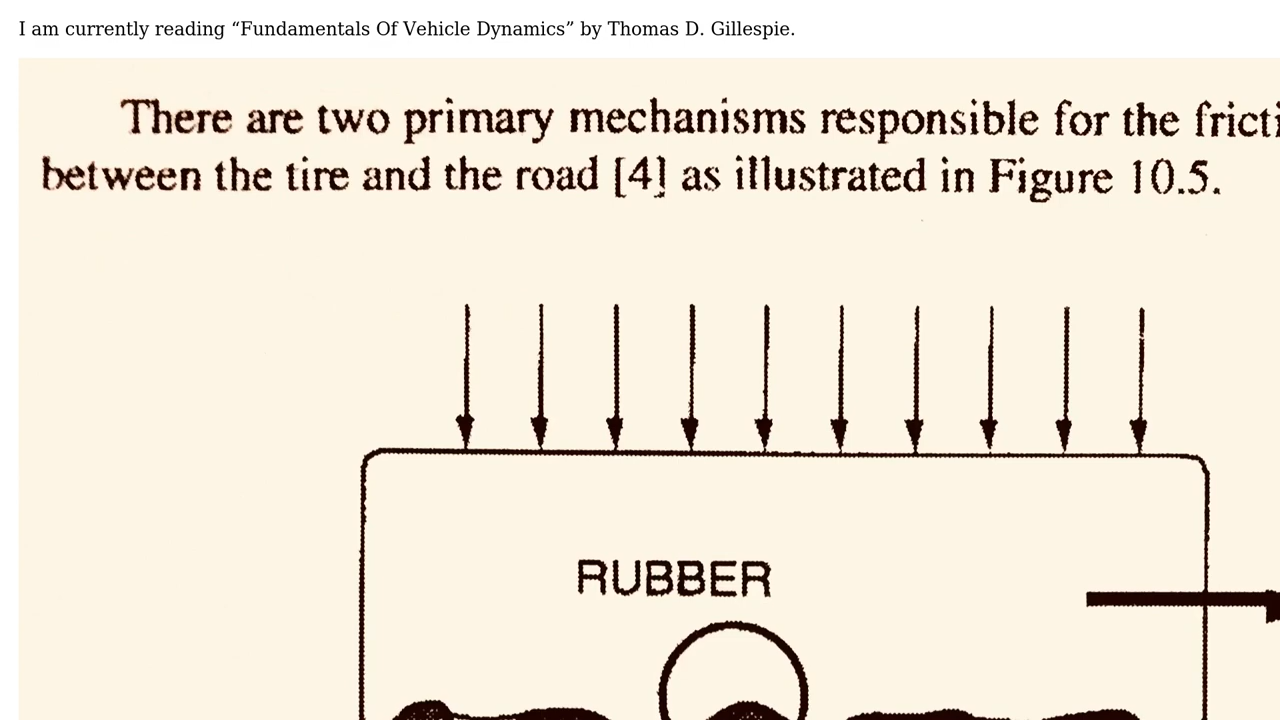 I am currently reading “Fundamentals Of Vehicle Dynamics” by Thomas D. Gillespie.
There are two primary mechanisms responsible for the fricti
between the tire and the road [4] as illustrated in Figure 10.5.
RUBBER